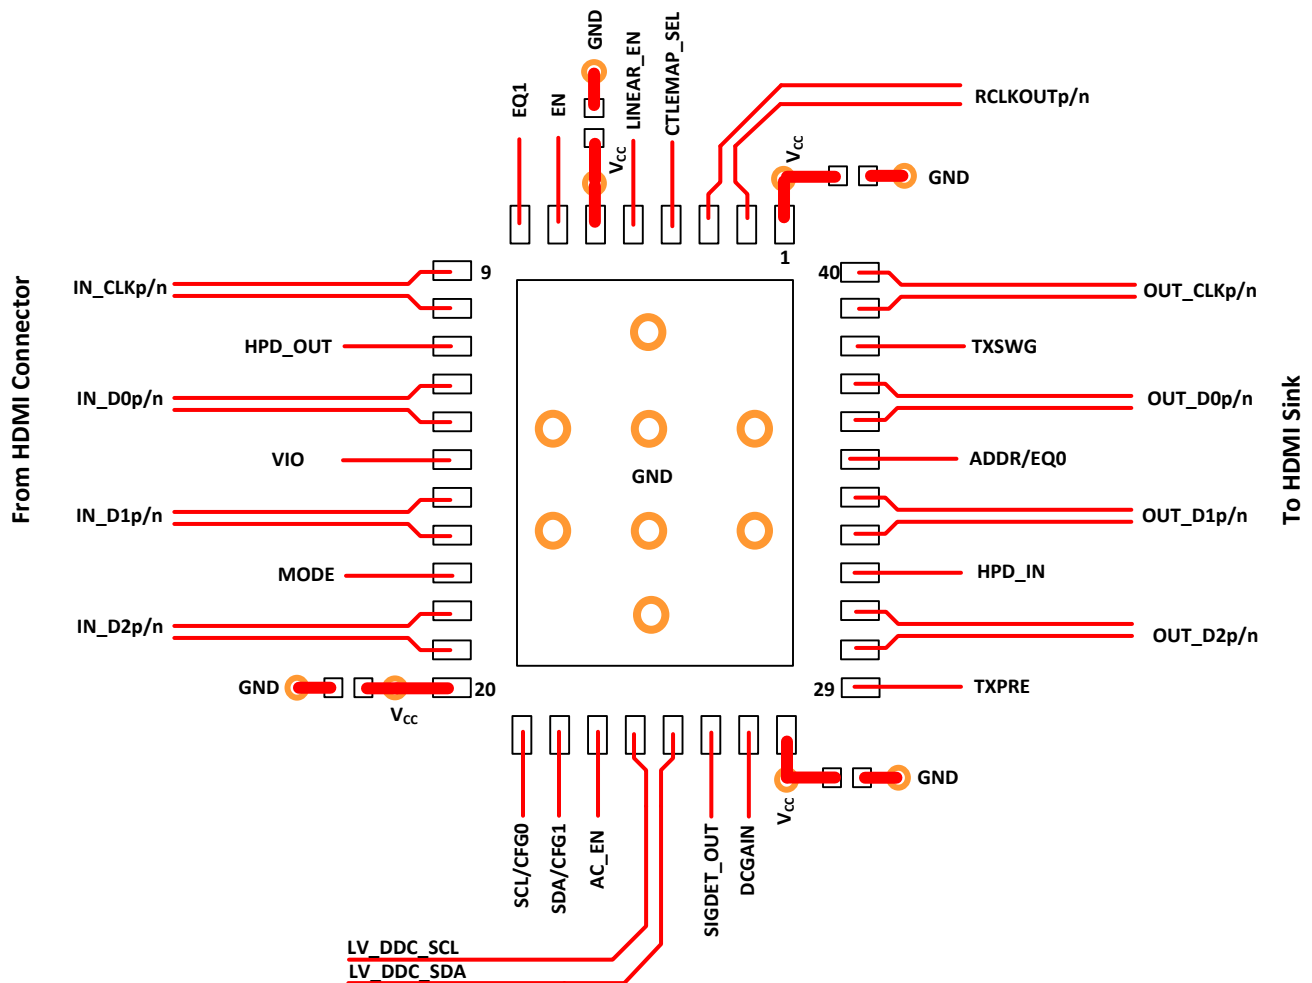 GND
EQ1
EN
LINEAR_EN
CTLEMAP_SEL
VCC
RCLKOUTp/n
VCC
GND
1
9
40
IN_CLKp/n
OUT_CLKp/n
HPD_OUT
TXSWG
IN_D0p/n
OUT_D0p/n
VIO
ADDR/EQ0
From HDMI Connector
To HDMI Sink
GND
IN_D1p/n
OUT_D1p/n
MODE
HPD_IN
IN_D2p/n
OUT_D2p/n
GND
VCC
20
29
TXPRE
VCC
GND
SCL/CFG0
SDA/CFG1
AC_EN
SIGDET_OUT
DCGAIN
LV_DDC_SCL
LV_DDC_SDA